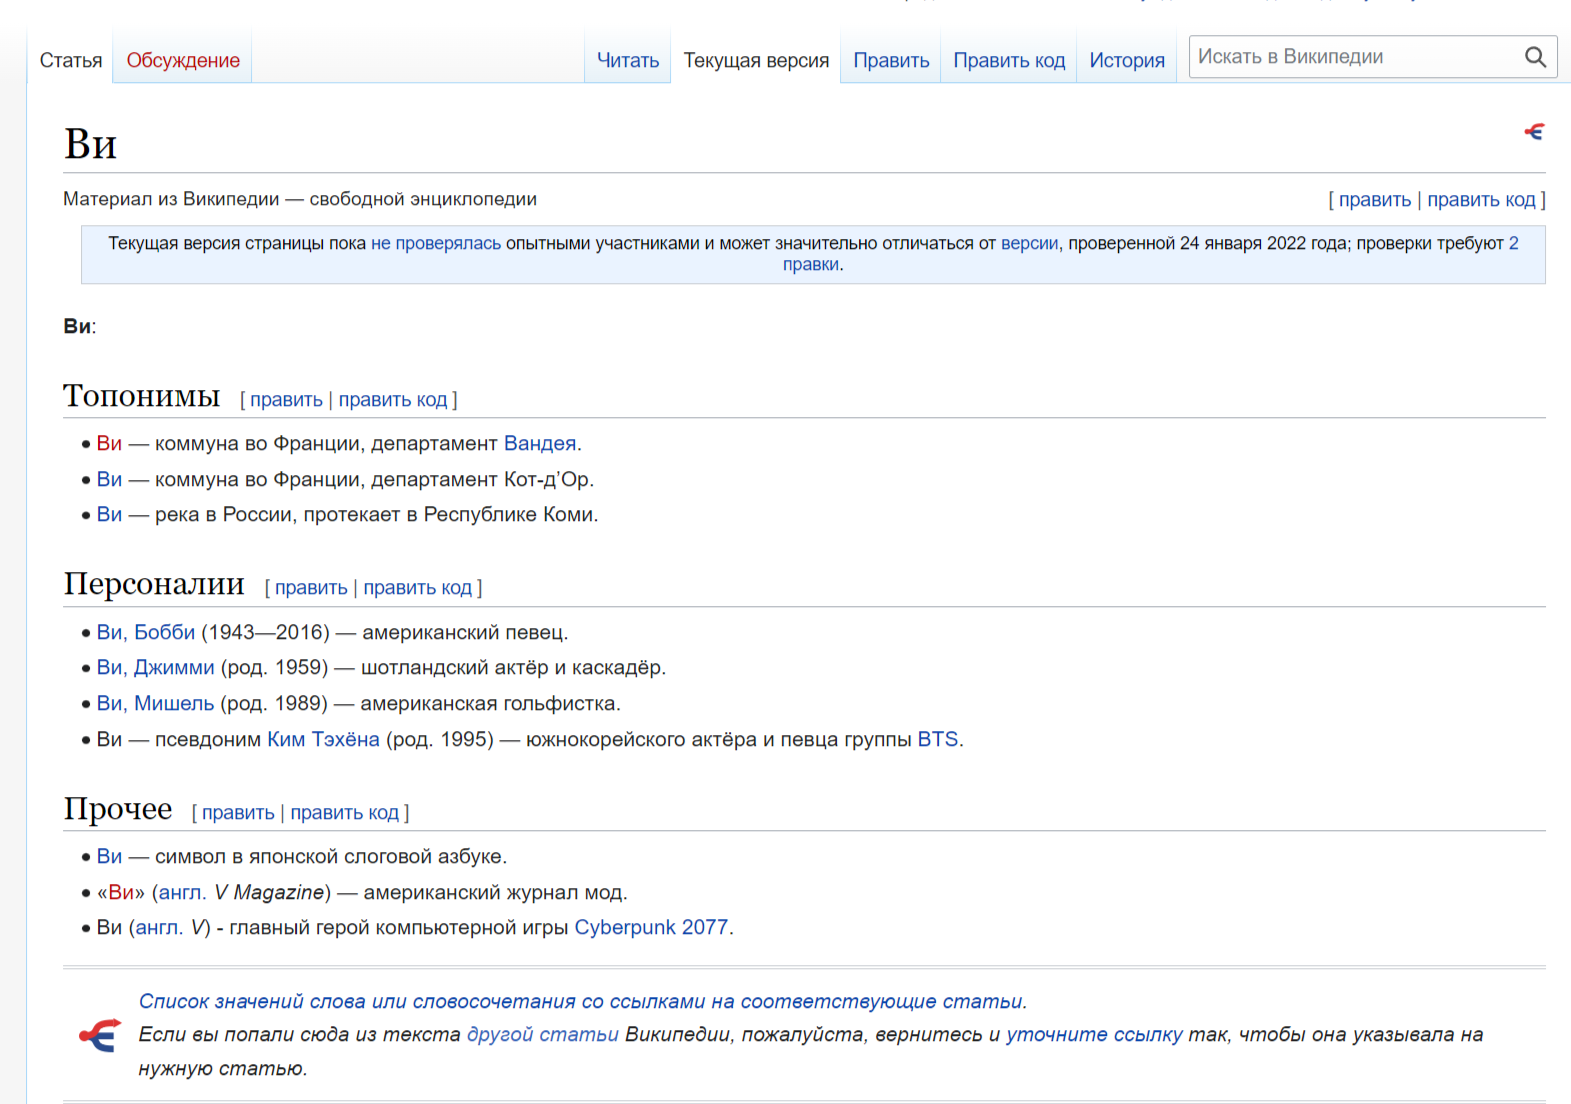 Статья Обсуждение Читать Текущая версия Править Править код История Искать в Википедии
Ви
Материал из Википедии — свободной энциклопедии [ править | править код ]
Текущая версия страницы пока не проверялась опытными участниками и может значительно отличаться от версии, проверенной 24 января 2022 года; проверки требуют 2
правки.
Ви:
Топонимы [ править | править код ]
• Ви — коммуна во Франции, департамент Вандея.
• Ви — коммуна во Франции, департамент Кот-д’Ор.
• Ви — река в России, протекает в Республике Коми.
Персоналии [ править | править код ]
• Ви, Бобби (1943—2016) — американский певец.
• Ви, Джимми (род. 1959) — шотландский актёр и каскадёр.
• Ви, Мишель (род. 1989) — американская гольфистка.
• Ви — псевдоним Ким Тэхёна (род. 1995) — южнокорейского актёра и певца группы BTS.
Прочее [ править | править код ]
• Ви — символ в японской слоговой азбуке.
• «Ви» (англ. V Magazine) — американский журнал мод.
• Ви (англ. V) - главный герой компьютерной игры Cyberpunk 2077.
Список значений слова или словосочетания со ссылками на соответствующие статьи.
Если вы попали сюда из текста другой статьи Википедии, пожалуйста, вернитесь и уточните ссылку так, чтобы она указывала на
нужную статью.